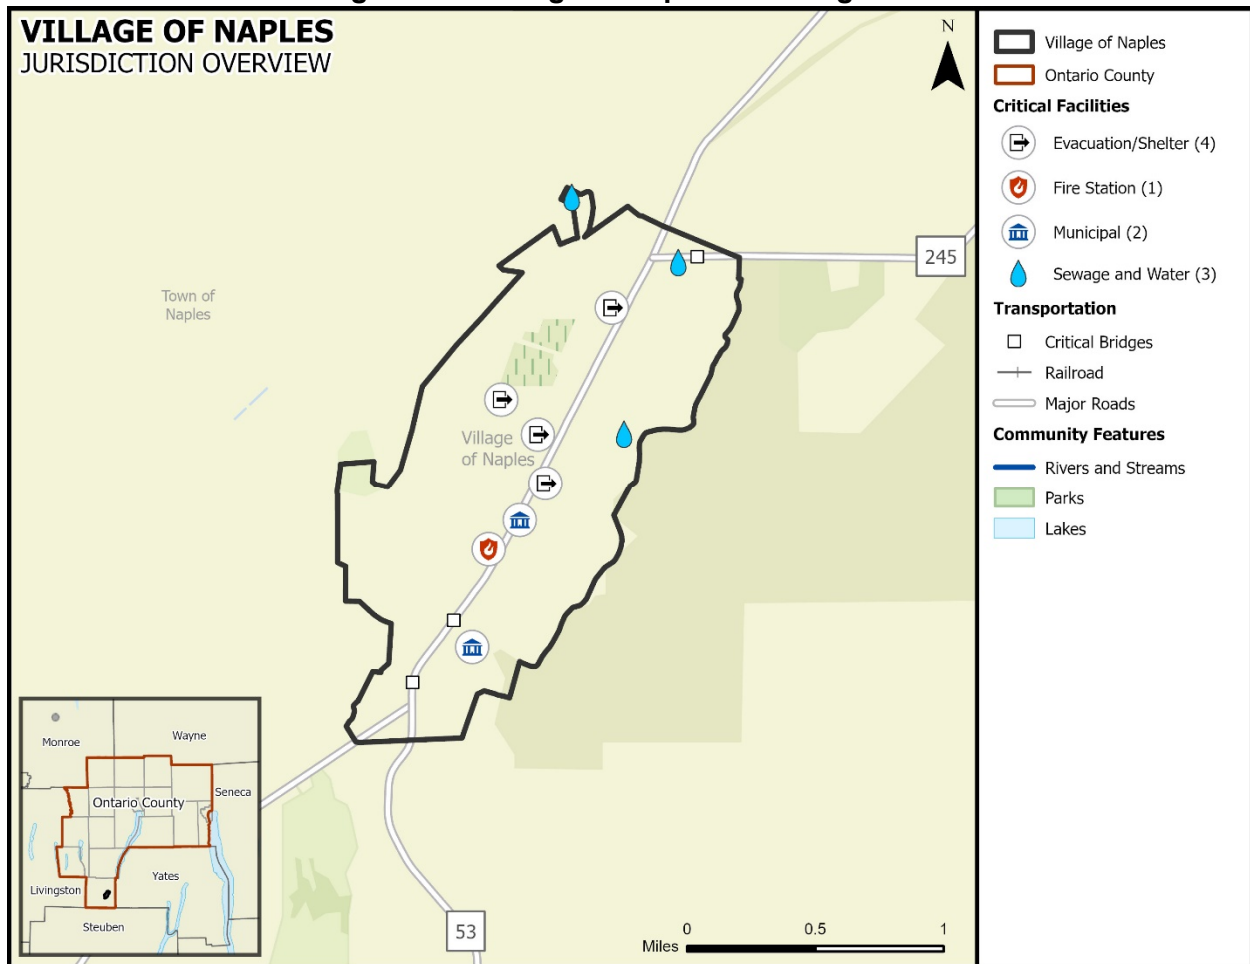 VILLAGE OF NAPLES
JURISDICTION OVERVIEW
N
Town of
Naples
Village
of Naples
245
53
Monroe
Wayne
Ontario County
Seneca
Livingston
Yates
Steuben
0
0.5
1
Miles
Village of Naples
Ontario County
Critical Facilities
Evacuation/Shelter (4)
Fire Station (1)
Municipal (2)
Sewage and Water (3)
Transportation
Critical Bridges
Railroad
Major Roads
Community Features
Rivers and Streams
Parks
Lakes